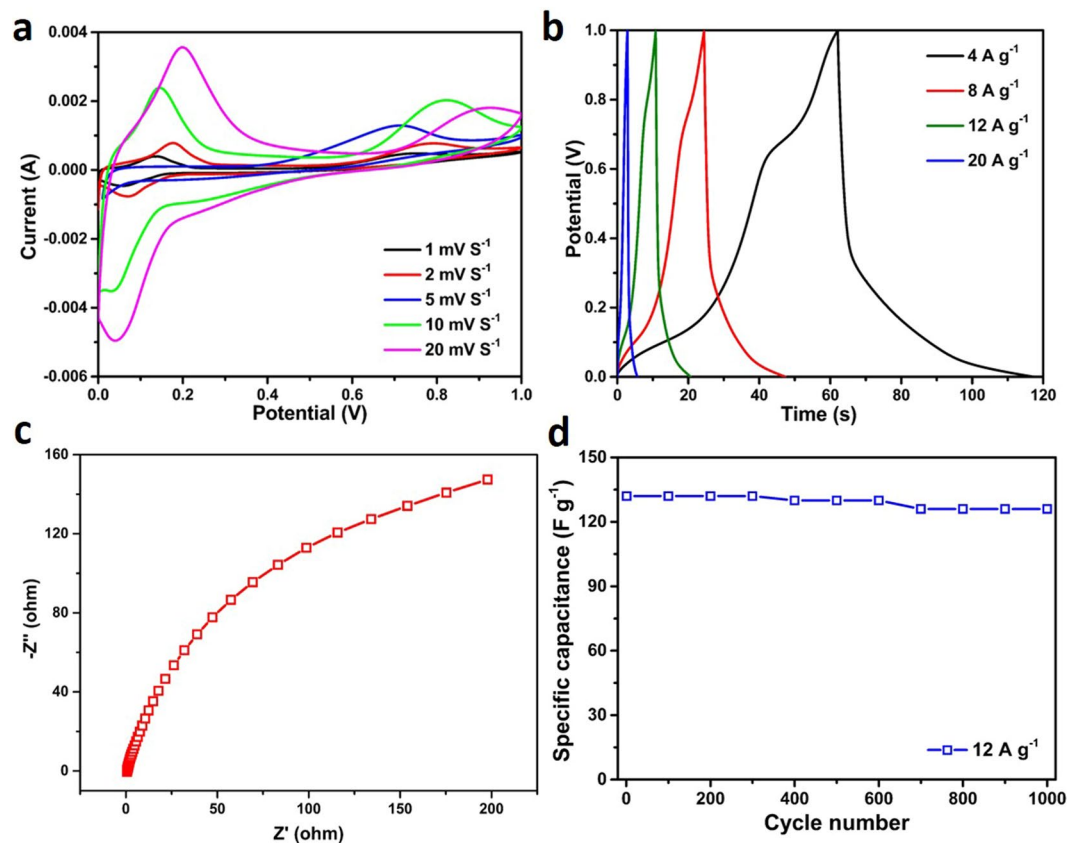 a
0.004
0.002
0.000
-0.002
-0.004
-0.006
Current (A)
1 mV S-1
2 mV S-1
5 mV S-1
10 mV S-1
20 mV S-1
0.0 0.2 0.4 0.6 0.8 1.0
Potential (V)
b
1.0
0.8
0.6
0.4
0.2
0.0
Potential (V)
4 A g-1
8 A g-1
12 A g-1
20 A g-1
0 20 40 60 80 100 120
Time (s)
c
160
120
80
40
0
-Z'' (ohm)
0 50 100 150 200
Z' (ohm)
d
150
120
90
60
30
0
Specific capacitance (F g-1)
12 A g-1
0 200 400 600 800 1000
Cycle number